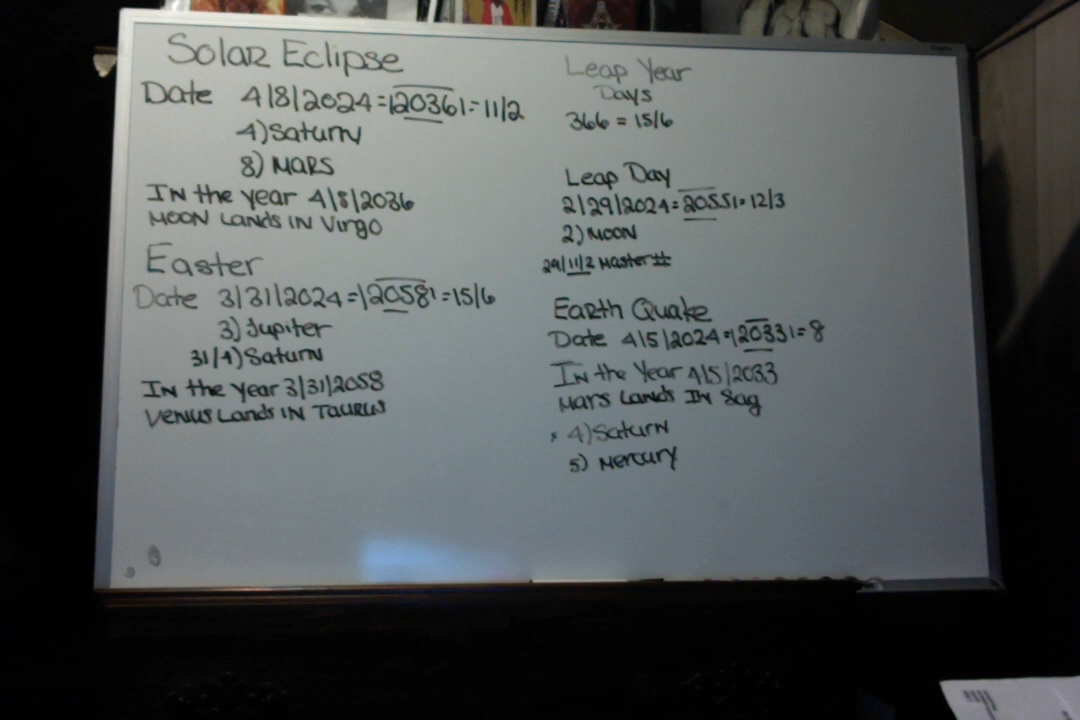 Solar Eclipse
Date 4/8/2024=|2036|=11/2
4) Saturn
8) MARS
IN the year 4/8/2036
MOON Lands IN Virgo
Easter
Date 3/31/2024=|2058|=15/6
3) Jupiter
31/4) Saturn
IN the Year 3/31/2058
VENUS Lands IN TAURUS
Leap Year
Days
366 = 15/6
Leap Day
2/29/2024=2055|=12/3
2) MOON
29/11/2 Master #
Earth Quake
Date 4/5/2024=|2033|=8
IN the Year 4/5/2033
MARS Lands IN Sag
4) Saturn
5) Mercury